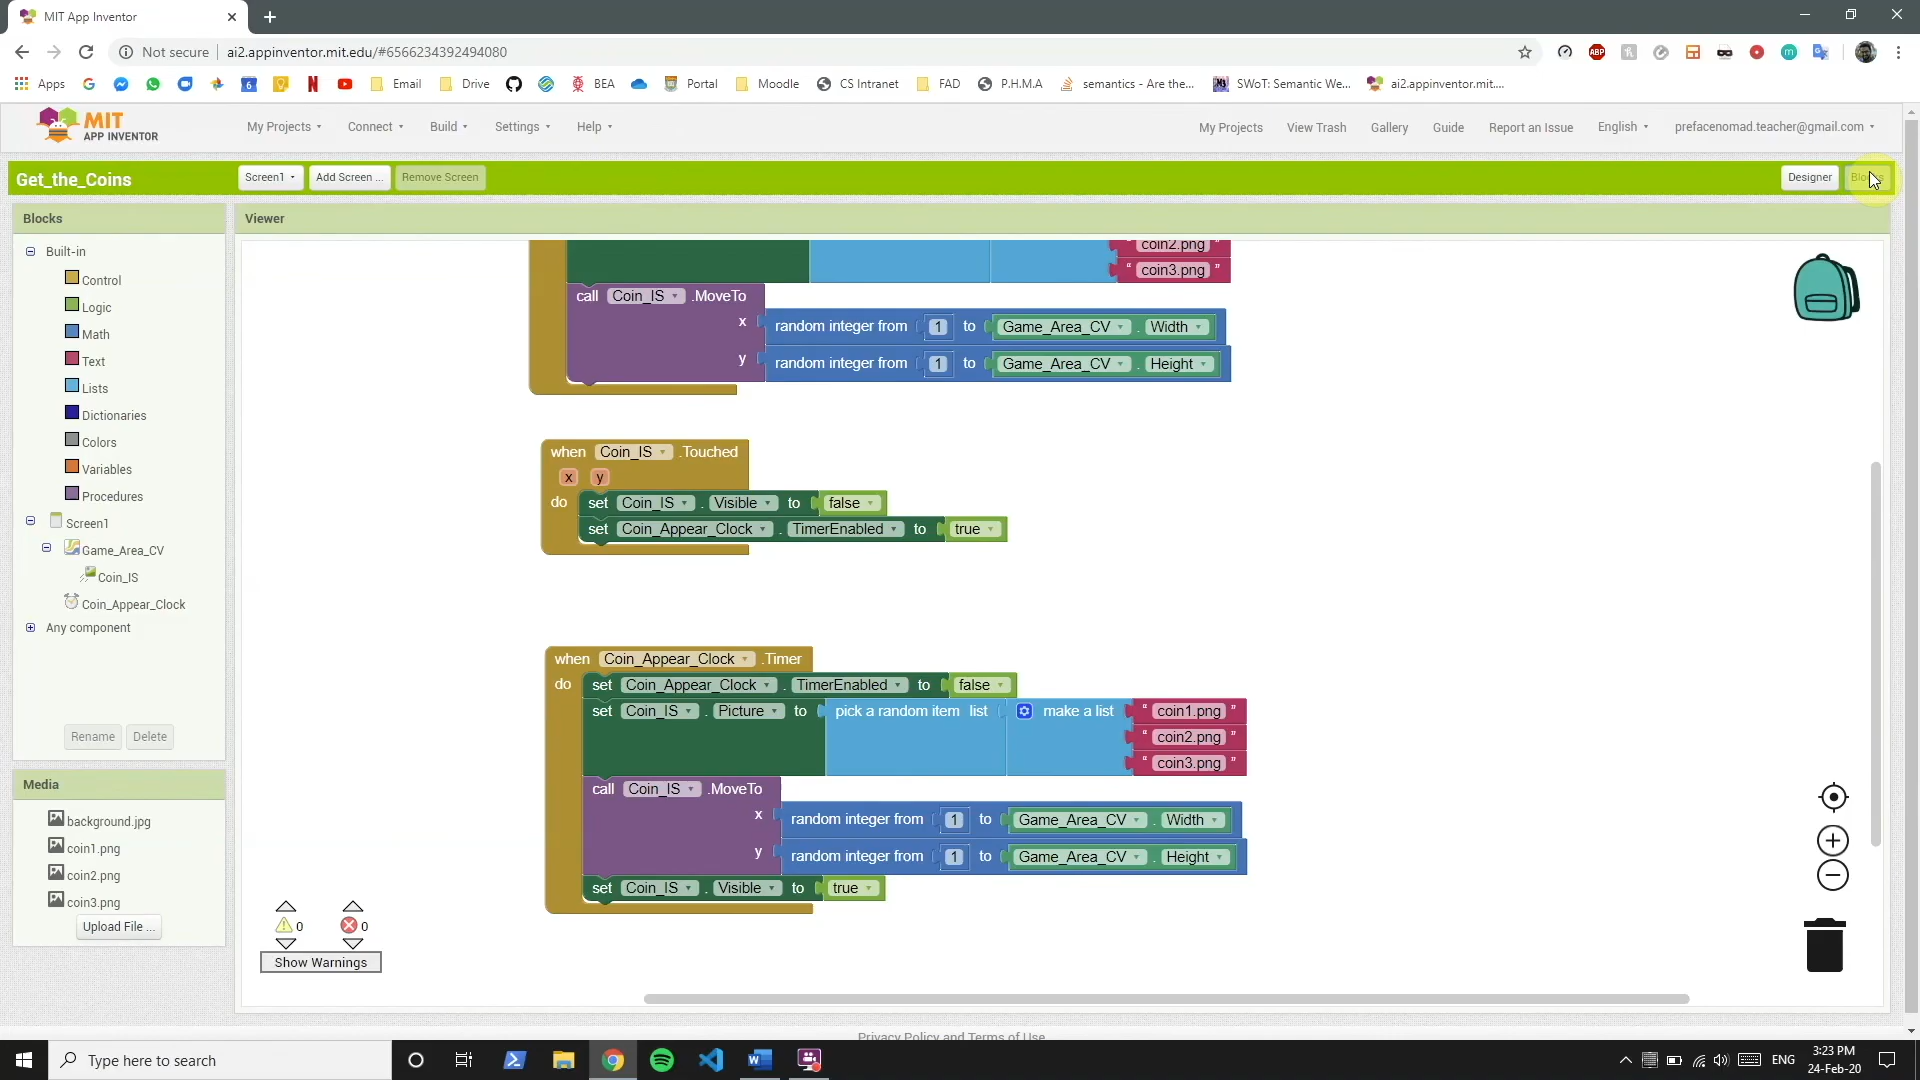 MIT App Inventor
Not secure | ai2.appinventor.mit.edu/#6566234392494080
Apps Email Drive BEA Portal Moodle CS Intranet FAD P.H.M.A semantics - Are the... SWoT: Semantic We... ai2.appinventor.mit.edu....
MIT
APP INVENTOR
My Projects Connect Build Settings Help My Projects View Trash Gallery Guide Report an Issue English prefacenomad.teacher@gmail.com
Get_the_Coins Screen1 Add Screen ... Remove Screen Designer Blocks
Blocks
Viewer
Built-in
Control
Logic
Math
Text
Lists
Dictionaries
Colors
Variables
Procedures
Screen1
Game_Area_CV
Coin_IS
Coin_Appear_Clock
Any component
Rename Delete
Media
background.jpg
coin1.png
coin2.png
coin3.png
Upload File ...
" coin2.png "
" coin3.png "
call Coin_IS .MoveTo
x random integer from 1 to Game_Area_CV . Width
y random integer from 1 to Game_Area_CV . Height
when Coin_IS .Touched
x y
do set Coin_IS . Visible to false
set Coin_Appear_Clock . TimerEnabled to true
when Coin_Appear_Clock .Timer
do set Coin_Appear_Clock . TimerEnabled to false
set Coin_IS . Picture to pick a random item list make a list " coin1.png "
" coin2.png "
" coin3.png "
call Coin_IS .MoveTo
x random integer from 1 to Game_Area_CV . Width
y random integer from 1 to Game_Area_CV . Height
set Coin_IS . Visible to true
0 0
Show Warnings
Privacy Policy and Terms of Use
Type here to search
ENG
3:23 PM
24-Feb-20